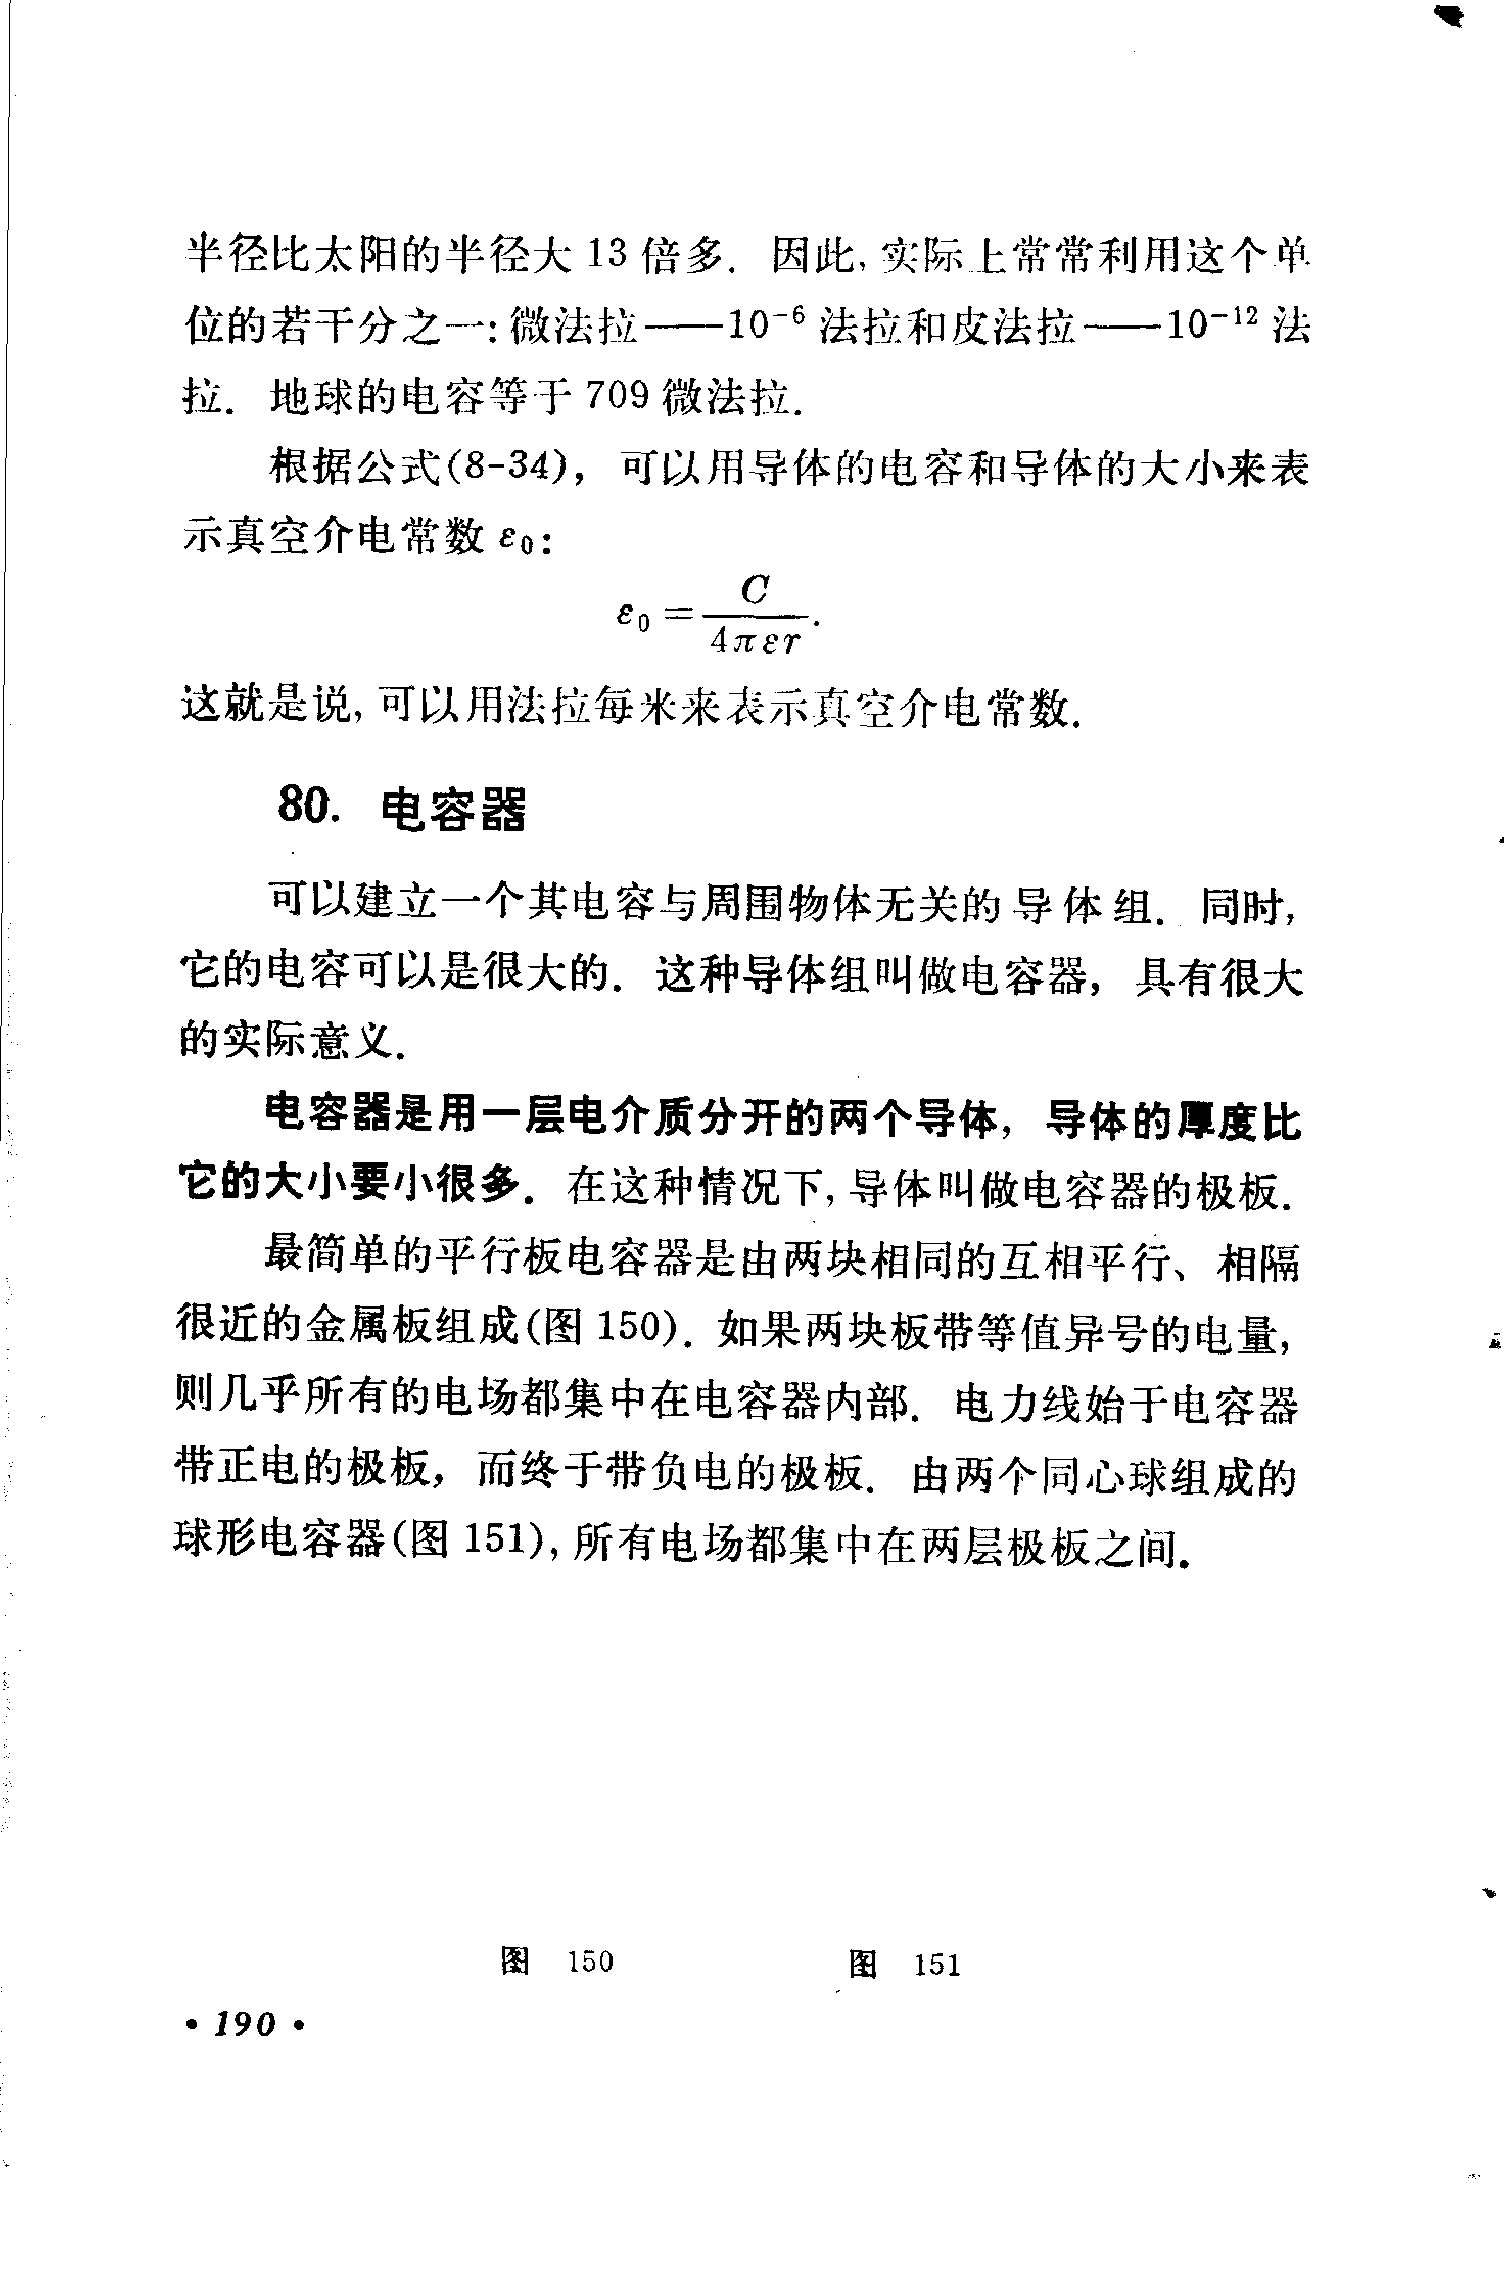 半径比太阳的半径大 13 倍多．因此，实际上常常利用这个单
位的若干分之一：微法拉——10⁻⁶ 法拉和皮法拉——10⁻¹² 法
拉．地球的电容等于 709 微法拉．
根据公式(8-34)，可以用导体的电容和导体的大小来表
示真空介电常数 ε₀：
ε₀ = C/4πεr．
这就是说，可以用法拉每米来表示真空介电常数．
80．电容器
可以建立一个其电容与周围物体无关的导体组．同时，
它的电容可以是很大的．这种导体组叫做电容器，具有很大
的实际意义．
电容器是用一层电介质分开的两个导体，导体的厚度比
它的大小要小很多．在这种情况下，导体叫做电容器的极板．
最简单的平行板电容器是由两块相同的互相平行、相隔
很近的金属板组成(图 150)．如果两块板带等值异号的电量，
则几乎所有的电场都集中在电容器内部．电力线始于电容器
带正电的极板，而终于带负电的极板．由两个同心球组成的
球形电容器(图 151)，所有电场都集中在两层极板之间．
图 150 图 151
· 190 ·